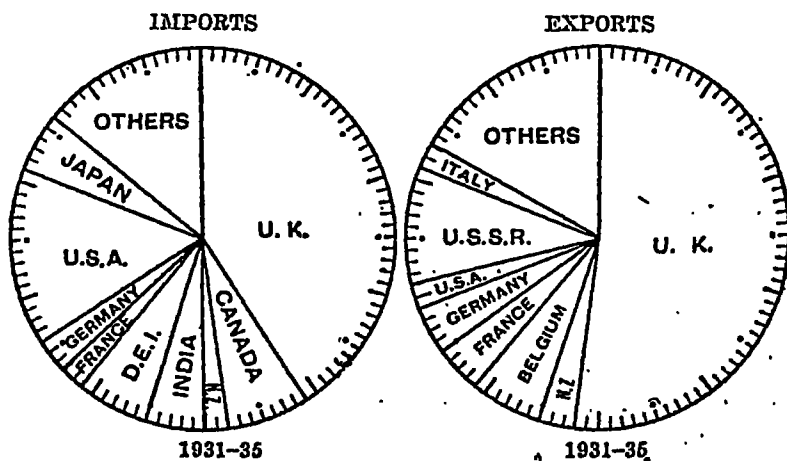 IMPORTS
OTHERS
JAPAN
U.S.A.
GERMANY
FRANCE
D.E.I.
INDIA
N.Z.
CANADA
U. K.
1931-35
EXPORTS
OTHERS
ITALY
U.S.S.R.
U.S.A.
GERMANY
FRANCE
BELGIUM
N.Z
U. K.
1931-35